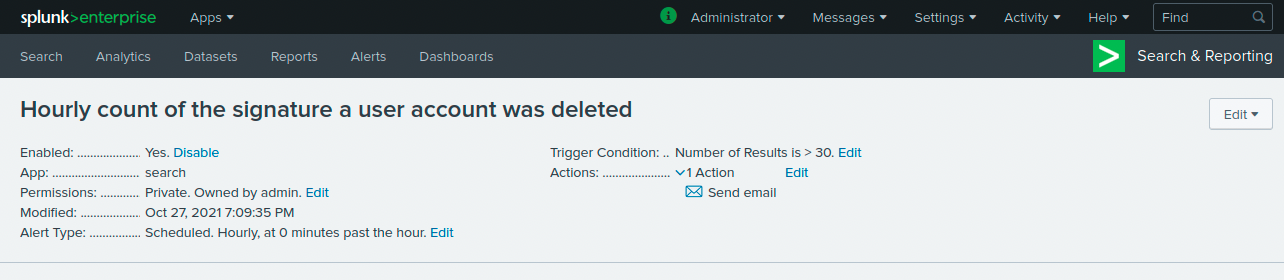 splunk>enterprise Apps Administrator Messages Settings Activity Help Find
Search Analytics Datasets Reports Alerts Dashboards Search & Reporting
Hourly count of the signature a user account was deleted
Edit
Enabled: ................... Yes. Disable
App: ........................... search
Permissions: ............. Private. Owned by admin. Edit
Modified: .................. Oct 27, 2021 7:09:35 PM
Alert Type: ............... Scheduled. Hourly, at 0 minutes past the hour. Edit
Trigger Condition: .. Number of Results is > 30. Edit
Actions: .................... 1 Action Edit
Send email